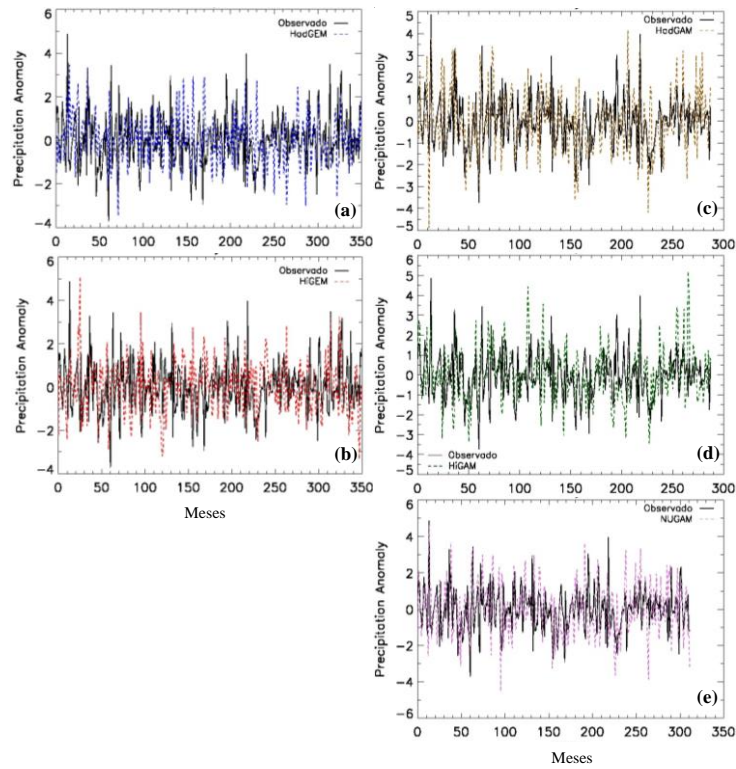 Observado
HadGEM
Precipitation Anomaly
6
4
2
0
-2
-4
(a)
0 50 100 150 200 250 300 350
Observado
HadGAM
Precipitation Anomaly
5
4
3
2
1
0
-1
-2
-3
-4
-5
(c)
0 50 100 150 200 250 300
Observado
HiGEM
Precipitation Anomaly
6
4
2
0
-2
-4
(b)
0 50 100 150 200 250 300 350
Meses
Precipitation Anomaly
6
5
4
3
2
1
0
-1
-2
-3
-4
-5
Observado
HiGAM
(d)
0 50 100 150 200 250 300
Observado
NUGAM
Precipitation Anomaly
6
4
2
0
-2
-4
-6
(e)
0 50 100 150 200 250 300 350
Meses